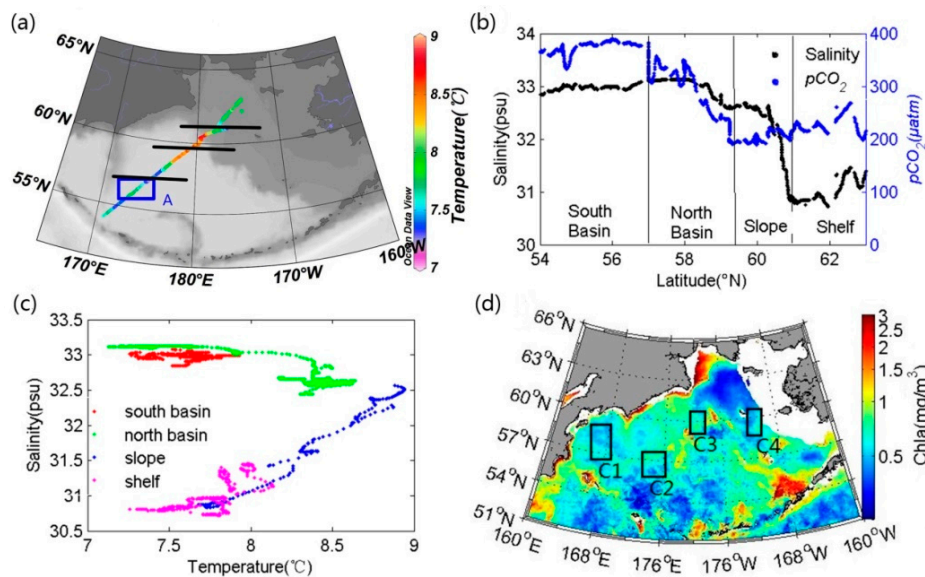 (a)
65°N
60°N
55°N
170°E
180°E
170°W
160°W
A
Ocean Data View
Temperature(℃)
9
8.5
8
7.5
7
(b)
34
33
32
31
30
Salinity(psu)
400
300
200
100
0
pCO2(μatm)
Salinity
pCO2
South Basin
North Basin
Slope
Shelf
54
56
58
60
62
Latitude(°N)
(c)
33.5
33
32.5
32
31.5
31
30.5
Salinity(psu)
south basin
north basin
slope
shelf
7
7.5
8
8.5
9
Temperature(℃)
(d)
66°N
63°N
60°N
57°N
54°N
51°N
160°E
168°E
176°E
176°W
168°W
160°W
C1
C2
C3
C4
3
2.5
2
1.5
1
0.5
0
Chla(mg/m3)